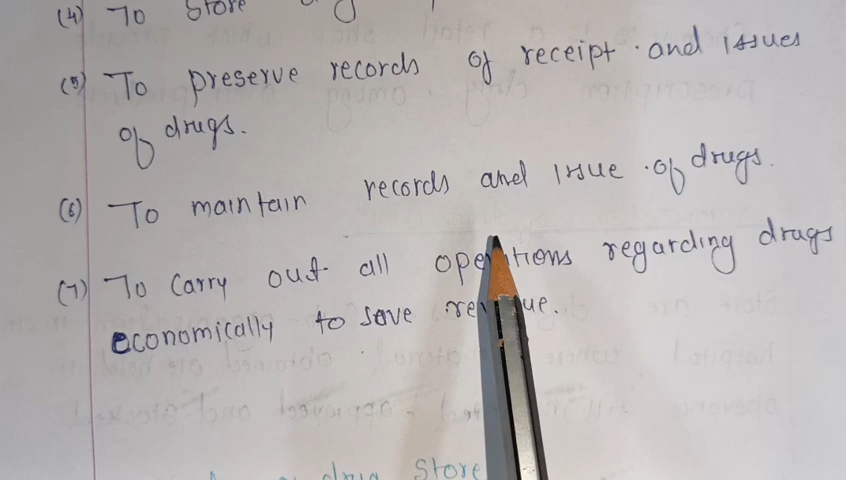 (4) To store
(5) To preserve records of receipt and issues
of drugs.
(6) To maintain records and issue of drugs.
(7) To carry out all operations regarding drugs
economically to save revenue.
drug store